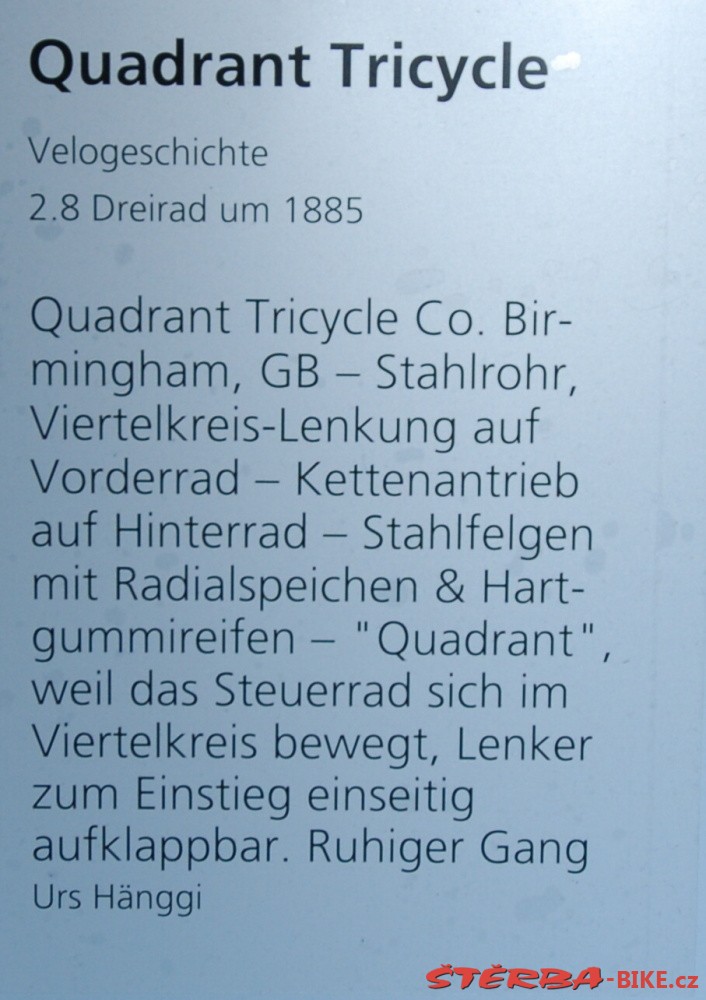 Quadrant Tricycle
Velogeschichte
2.8 Dreirad um 1885
Quadrant Tricycle Co. Bir-
mingham, GB – Stahlrohr,
Viertelkreis-Lenkung auf
Vorderrad – Kettenantrieb
auf Hinterrad – Stahlfelgen
mit Radialspeichen & Hart-
gummireifen – "Quadrant",
weil das Steuerrad sich im
Viertelkreis bewegt, Lenker
zum Einstieg einseitig
aufklappbar. Ruhiger Gang
Urs Hänggi
ŠTĚRBA-BIKE.cz